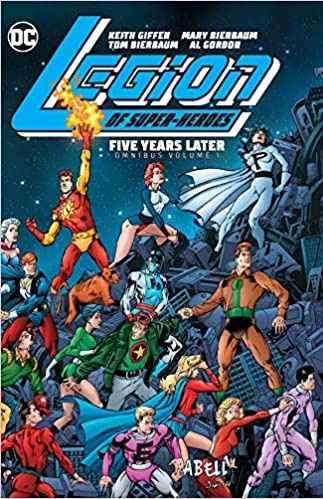 DC
KEITH GIFFEN MARY BIERBAUM
TOM BIERBAUM AL GORDON
LEGION
OF SUPER-HEROES
FIVE YEARS LATER
OMNIBUS VOLUME 1
P
E
ABELL